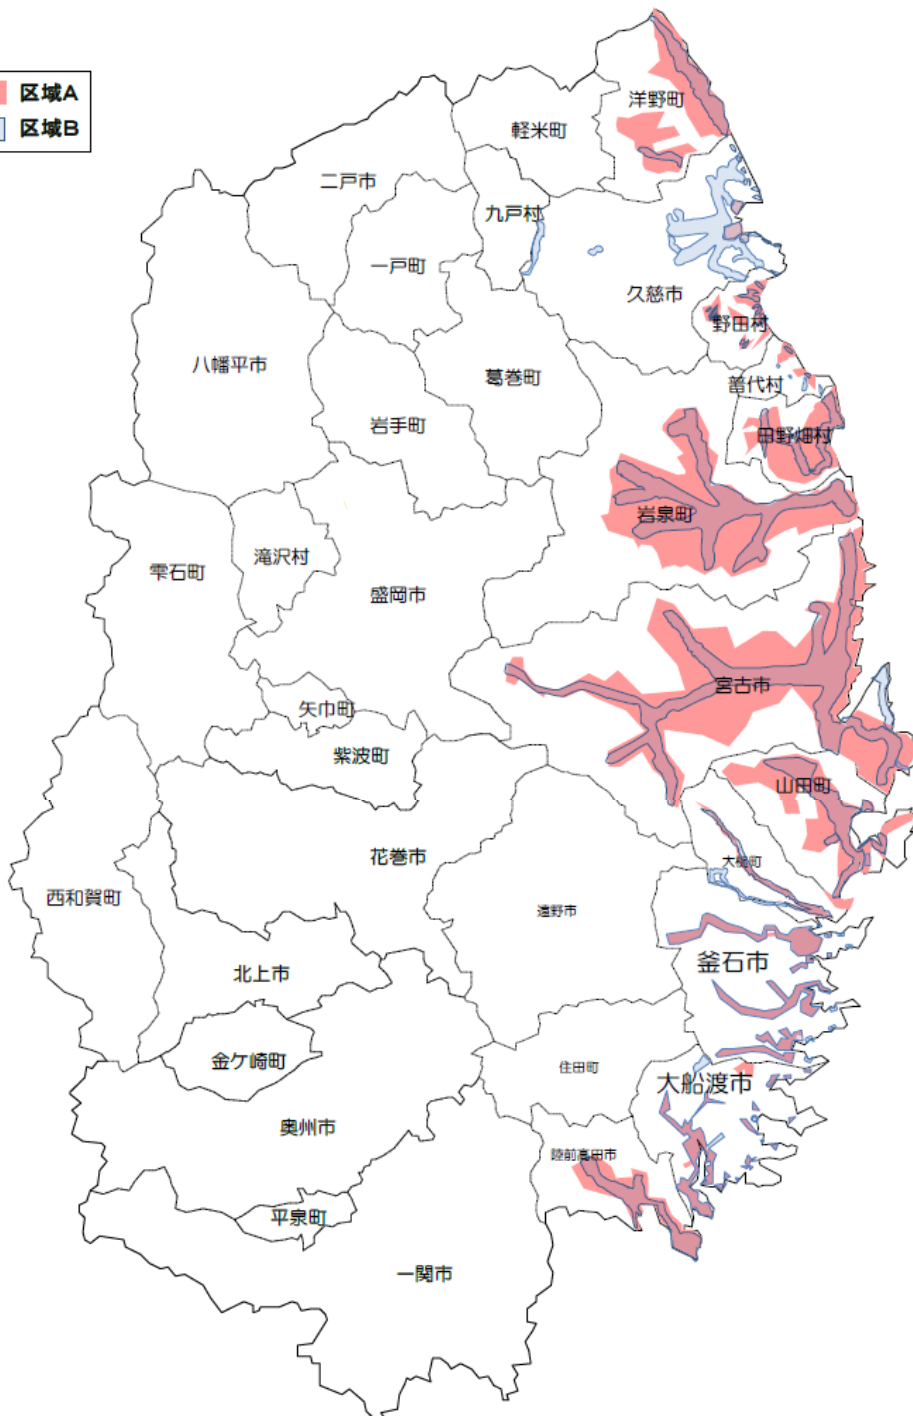 区域A
区域B
洋野町
軽米町
二戸市
九戸村
一戸町
久慈市
野田村
八幡平市
葛巻町
普代村
岩手町
田野畑村
岩泉町
滝沢村
雫石町
盛岡市
宮古市
矢巾町
紫波町
山田町
花巻市
大槌町
西和賀町
遠野市
釜石市
北上市
金ケ崎町
住田町
大船渡市
奥州市
陸前高田市
平泉町
一関市